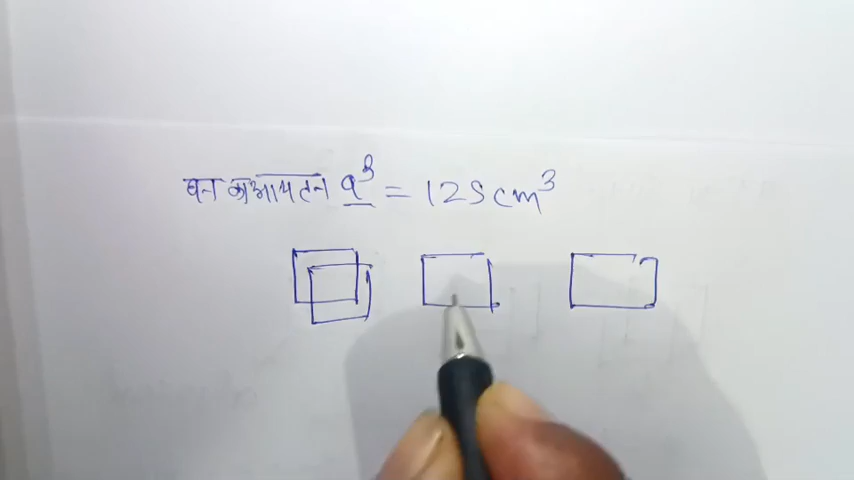 घन का आयतन a³ = 125 cm³